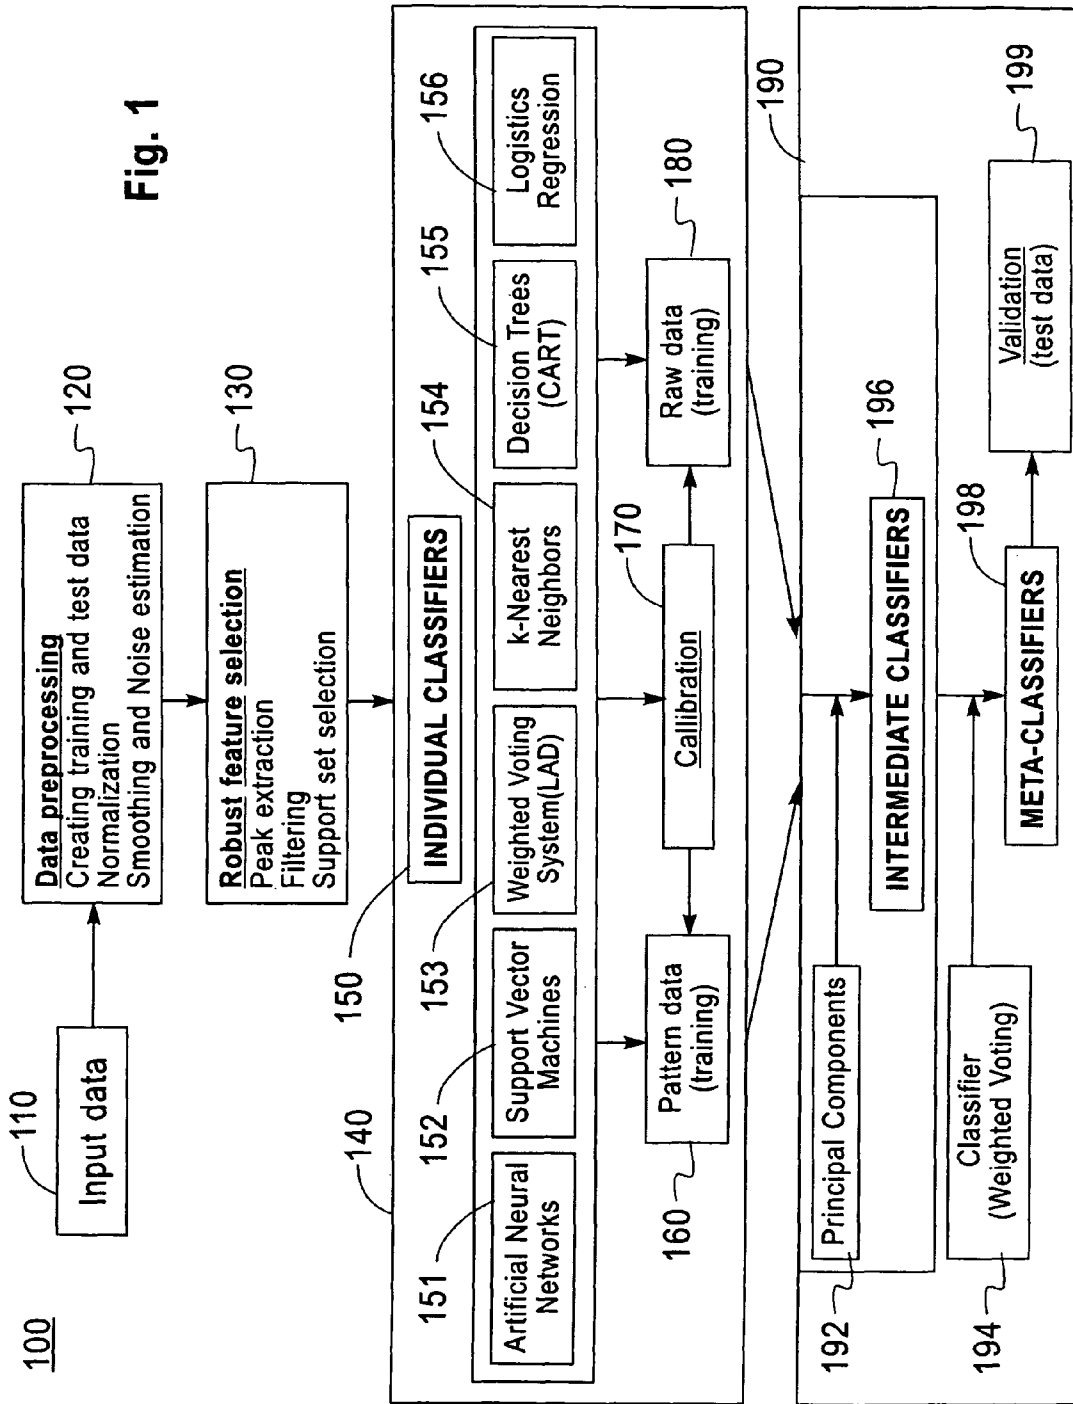 100
Fig. 1
110
Input data
120
Data preprocessing
Creating training and test data
Normalization
Smoothing and Noise estimation
130
Robust feature selection
Peak extraction
Filtering
Support set selection
140
150
INDIVIDUAL CLASSIFIERS
151
Artificial Neural
Networks
152
Support Vector
Machines
153
Weighted Voting
System(LAD)
154
k-Nearest
Neighbors
155
Decision Trees
(CART)
156
Logistics
Regression
160
Pattern data
(training)
170
Callibration
180
Raw data
(training)
190
192
Principal Components
196
INTERMEDIATE CLASSIFIERS
194
Classifier
(Weighted Voting)
198
META-CLASSIFIERS
199
Validation
(test data)